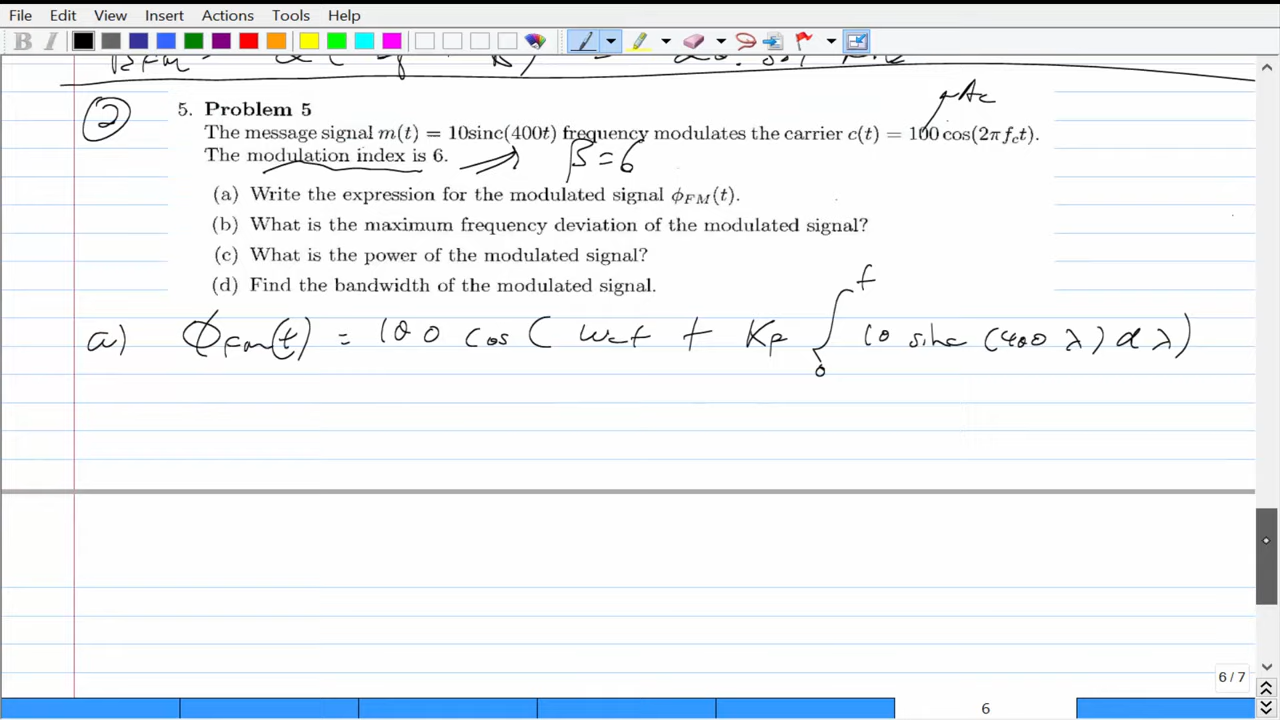 File Edit View Insert Actions Tools Help
B I
2
5. Problem 5
Ac
The message signal m(t) = 10sinc(400t) frequency modulates the carrier c(t) = 100 cos(2πf_ct).
The modulation index is 6. β = 6
(a) Write the expression for the modulated signal ϕ_FM(t).
(b) What is the maximum frequency deviation of the modulated signal?
(c) What is the power of the modulated signal?
(d) Find the bandwidth of the modulated signal.
a) ϕ_FM(t) = 100 cos ( ω_c t + K_F ∫_0^t 10 sinc (400 λ) d λ)
6 / 7
6